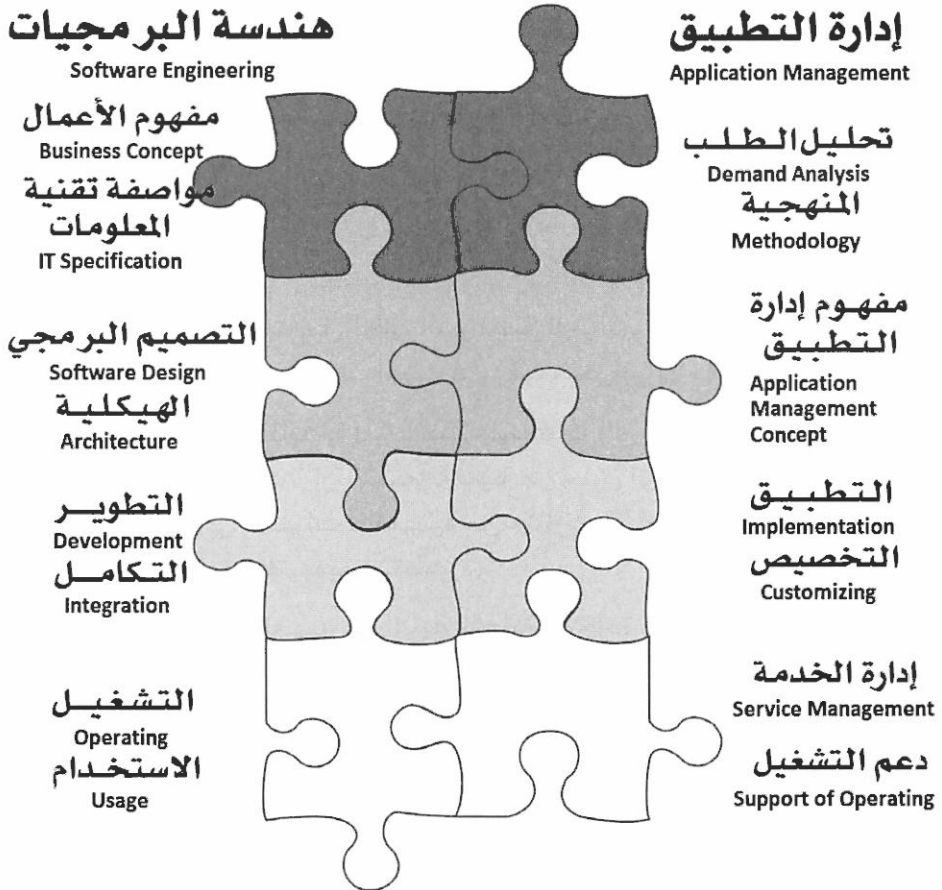 هندسة البرمجيات
Software Engineering
مفهوم الأعمال
Business Concept
مواصفة تقنية
المعلومات
IT Specification
التصميم البرمجي
Software Design
الهيكلية
Architecture
التطوير
Development
التكامل
Integration
التشغيل
Operating
الاستخدام
Usage
إدارة التطبيق
Application Management
تحليل الطلب
Demand Analysis
المنهجية
Methodology
مفهوم إدارة
التطبيق
Application
Management
Concept
التطبيق
Implementation
التخصيص
Customizing
إدارة الخدمة
Service Management
دعم التشغيل
Support of Operating